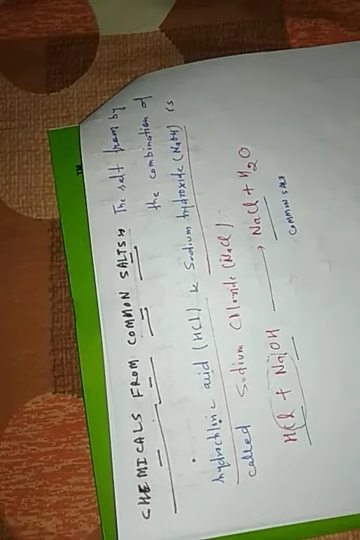 CHEMICALS FROM COMMON SALTS → The salt from by
the combination of
hydrochloric acid (HCl) & Sodium hydroxide (NaOH) is
called Sodium Chloride (NaCl)
HCl + NaOH → NaCl + H2O
COMMON SALT